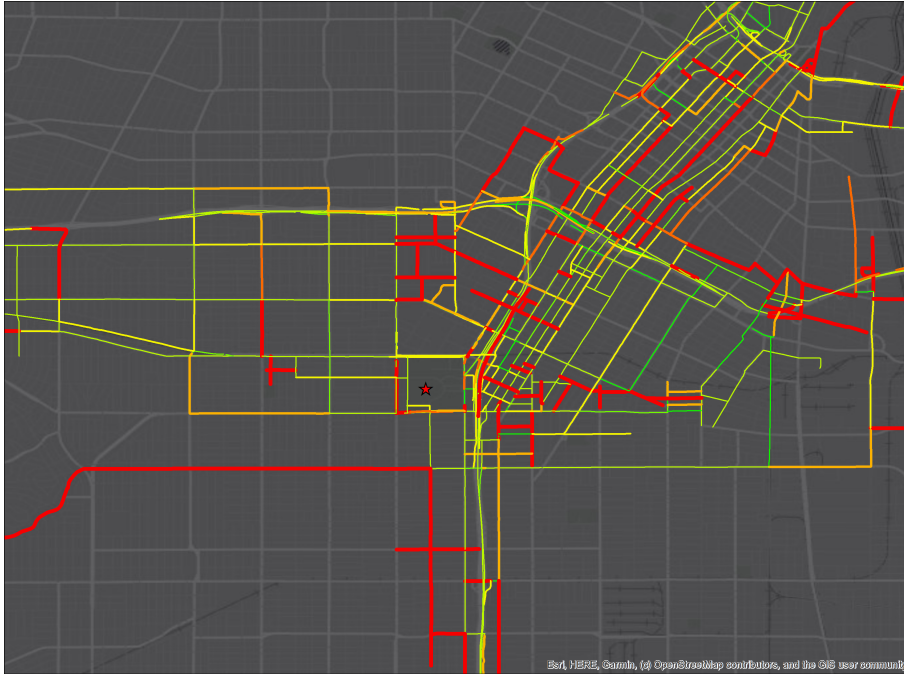 Esri, HERE, Garmin, (c) OpenStreetMap contributors, and the GIS user community